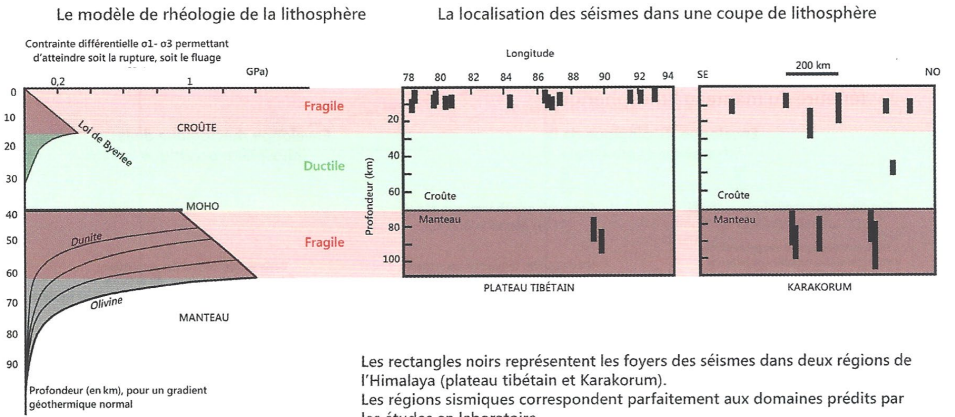 Le modèle de rhéologie de la lithosphère
La localisation des séismes dans une coupe de lithosphère
Contrainte différentielle σ1- σ3 permettant
d'atteindre soit la rupture, soit le fluage
0,2
1
GPa)
0
10
20
30
40
50
60
70
80
90
Loi de Byerlee
CROÛTE
MOHO
Dunite
Olivine
MANTEAU
Profondeur (en km), pour un gradient
géothermique normal
Fragile
Ductile
Fragile
Longitude
78 80 82 84 86 88 90 92 94
Profondeur (km)
20
40
60
80
100
Croûte
Manteau
PLATEAU TIBÉTAIN
SE
200 km
NO
Croûte
Manteau
KARAKORUM
Les rectangles noirs représentent les foyers des séismes dans deux régions de
l'Himalaya (plateau tibétain et Karakorum).
Les régions sismiques correspondent parfaitement aux domaines prédits par
les études en laboratoire